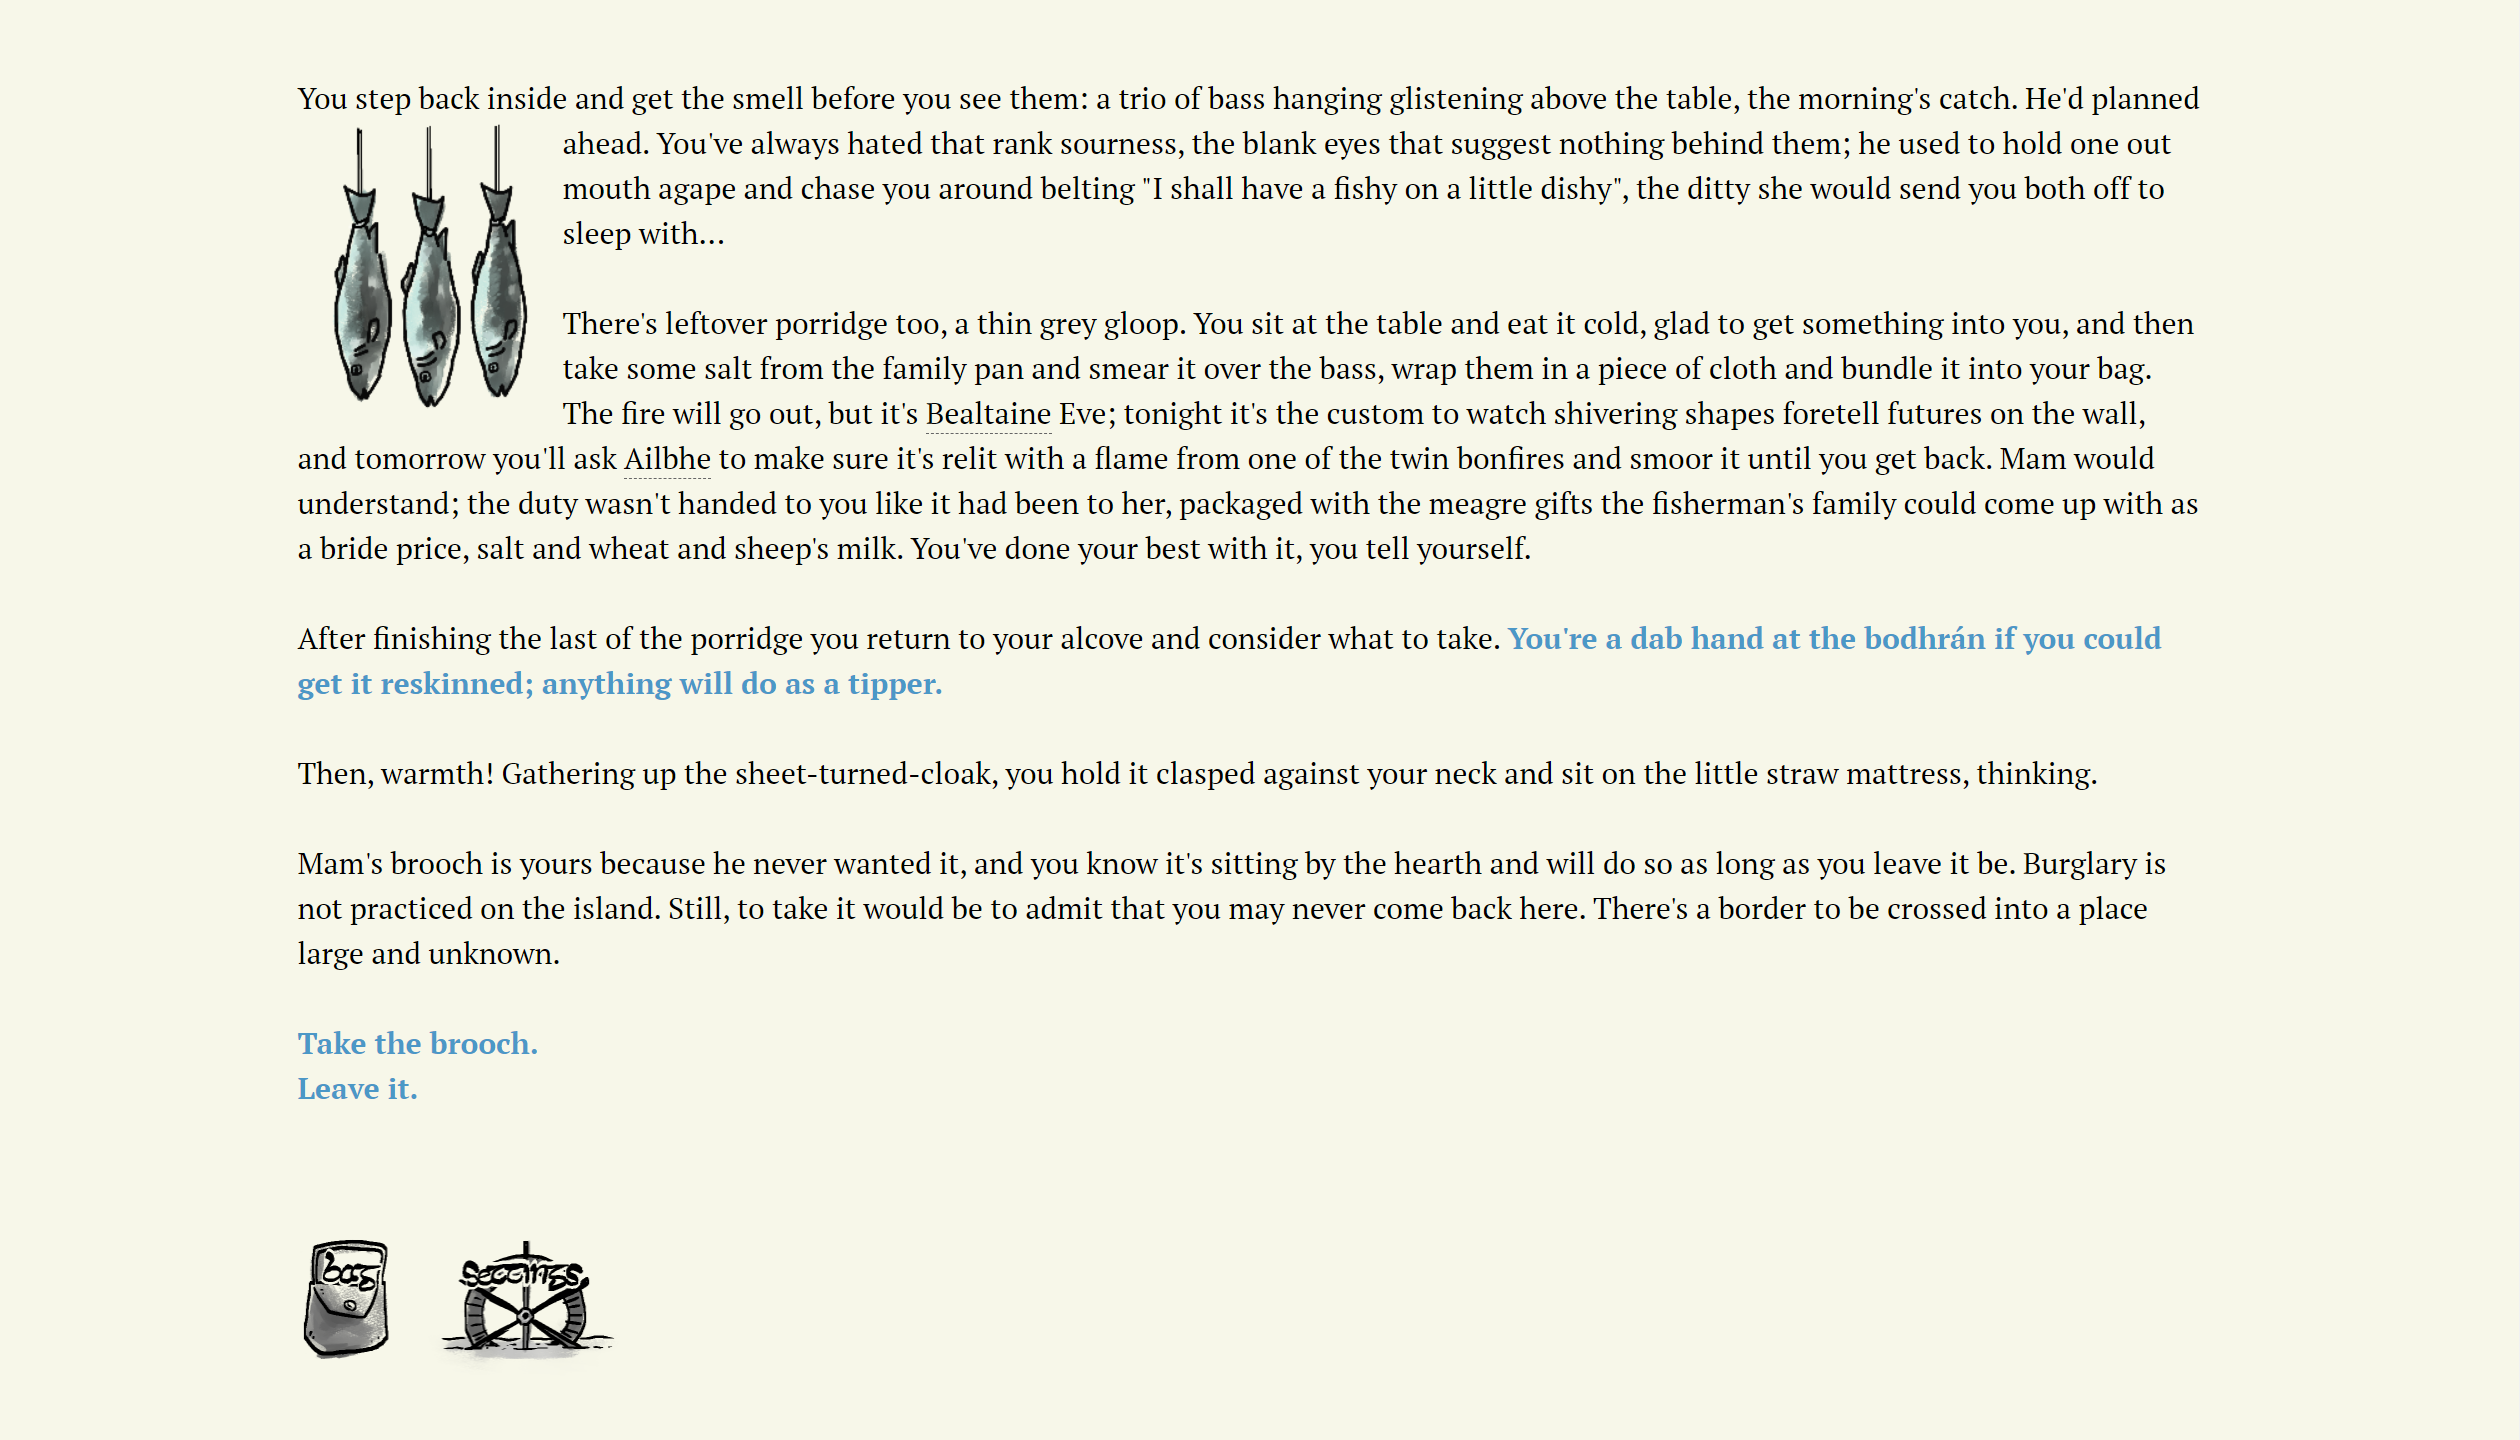 You step back inside and get the smell before you see them: a trio of bass hanging glistening above the table, the morning's catch. He'd planned
ahead. You've always hated that rank sourness, the blank eyes that suggest nothing behind them; he used to hold one out
mouth agape and chase you around belting "I shall have a fishy on a little dishy", the ditty she would send you both off to
sleep with...
There's leftover porridge too, a thin grey gloop. You sit at the table and eat it cold, glad to get something into you, and then
take some salt from the family pan and smear it over the bass, wrap them in a piece of cloth and bundle it into your bag.
The fire will go out, but it's Bealtaine Eve; tonight it's the custom to watch shivering shapes foretell futures on the wall,
and tomorrow you'll ask Ailbhe to make sure it's relit with a flame from one of the twin bonfires and smoor it until you get back. Mam would
understand; the duty wasn't handed to you like it had been to her, packaged with the meagre gifts the fisherman's family could come up with as
a bride price, salt and wheat and sheep's milk. You've done your best with it, you tell yourself.
After finishing the last of the porridge you return to your alcove and consider what to take. You're a dab hand at the bodhrán if you could
get it reskinned; anything will do as a tipper.
Then, warmth! Gathering up the sheet-turned-cloak, you hold it clasped against your neck and sit on the little straw mattress, thinking.
Mam's brooch is yours because he never wanted it, and you know it's sitting by the hearth and will do so as long as you leave it be. Burglary is
not practiced on the island. Still, to take it would be to admit that you may never come back here. There's a border to be crossed into a place
large and unknown.
Take the brooch.
Leave it.
bag
settings